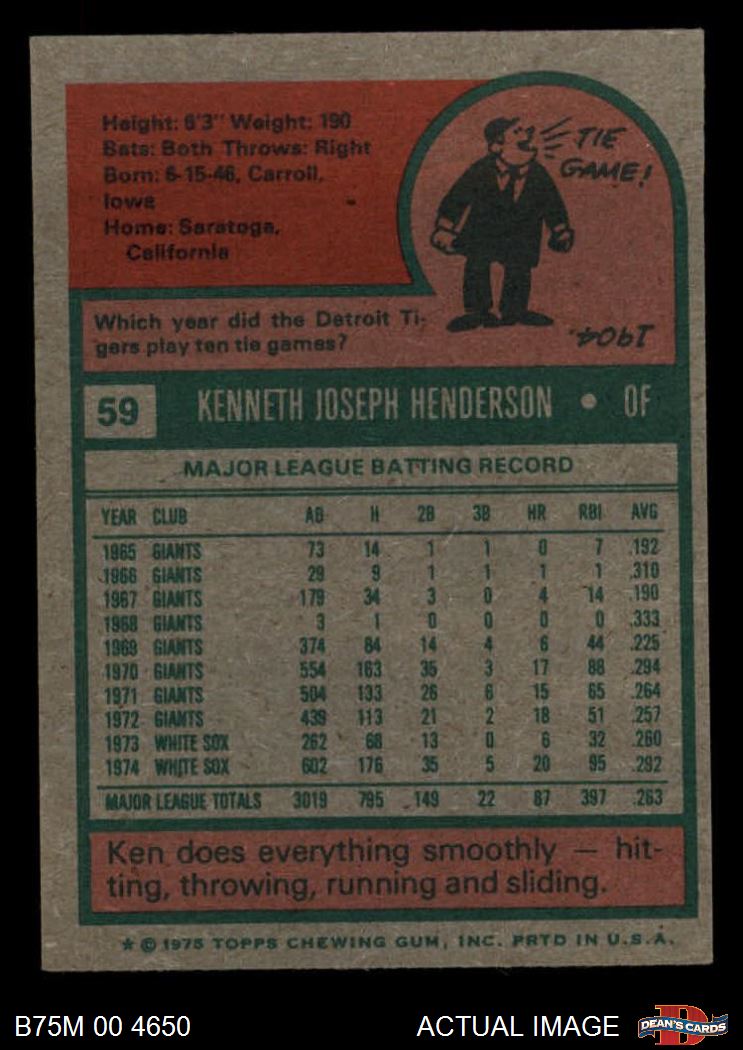 Height: 6'3" Weight: 190
Bats: Both Throws: Right
Born: 6-15-46, Carroll,
Iowa
Home: Saratoga,
California
TIE
GAME!
1904.
Which year did the Detroit Ti-
gers play ten tie games?
59 KENNETH JOSEPH HENDERSON • OF
MAJOR LEAGUE BATTING RECORD
YEAR CLUB AB H 2B 3B HR RBI AVG
1965 GIANTS 73 14 1 1 0 7 .192
1966 GIANTS 29 9 1 1 1 1 .310
1967 GIANTS 179 34 3 0 4 14 .190
1968 GIANTS 3 1 0 0 0 0 .333
1969 GIANTS 374 84 14 4 6 44 .225
1970 GIANTS 554 163 35 3 17 88 .294
1971 GIANTS 504 133 26 6 15 65 .264
1972 GIANTS 439 113 21 2 18 51 .257
1973 WHITE SOX 262 68 13 0 6 32 .260
1974 WHITE SOX 602 176 35 5 20 95 .292
MAJOR LEAGUE TOTALS 3019 795 149 22 87 397 .263
Ken does everything smoothly — hit-
ting, throwing, running and sliding.
★ © 1975 TOPPS CHEWING GUM, INC. PRTD IN U.S.A.
B75M 00 4650 ACTUAL IMAGE D DEAN'S CARDS